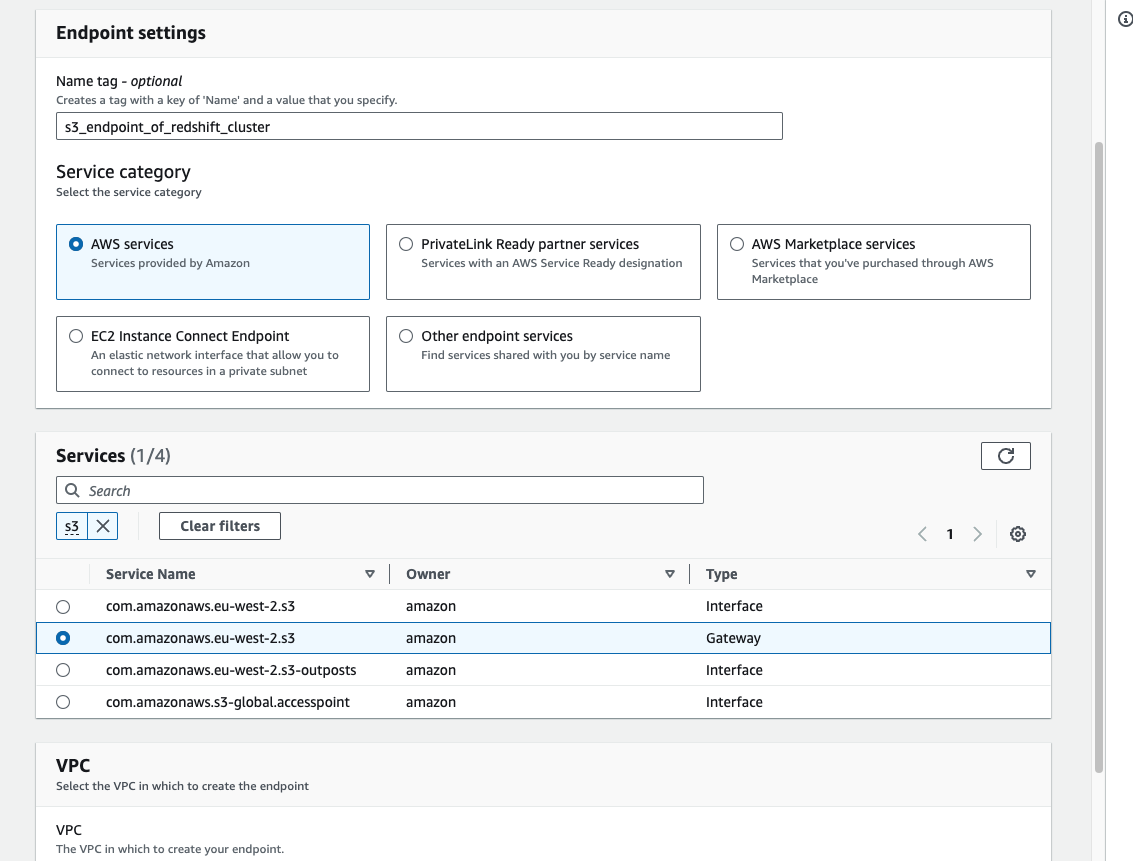 Endpoint settings
Name tag - optional
Creates a tag with a key of 'Name' and a value that you specify.
s3_endpoint_of_redshift_cluster
Service category
Select the service category
AWS services
Services provided by Amazon
PrivateLink Ready partner services
Services with an AWS Service Ready designation
AWS Marketplace services
Services that you've purchased through AWS
Marketplace
EC2 Instance Connect Endpoint
An elastic network interface that allow you to
connect to resources in a private subnet
Other endpoint services
Find services shared with you by service name
Services (1/4)
Search
s3
Clear filters
1
Service Name Owner Type
com.amazonaws.eu-west-2.s3 amazon Interface
com.amazonaws.eu-west-2.s3 amazon Gateway
com.amazonaws.eu-west-2.s3-outposts amazon Interface
com.amazonaws.s3-global.accesspoint amazon Interface
VPC
Select the VPC in which to create the endpoint
VPC
The VPC in which to create your endpoint.